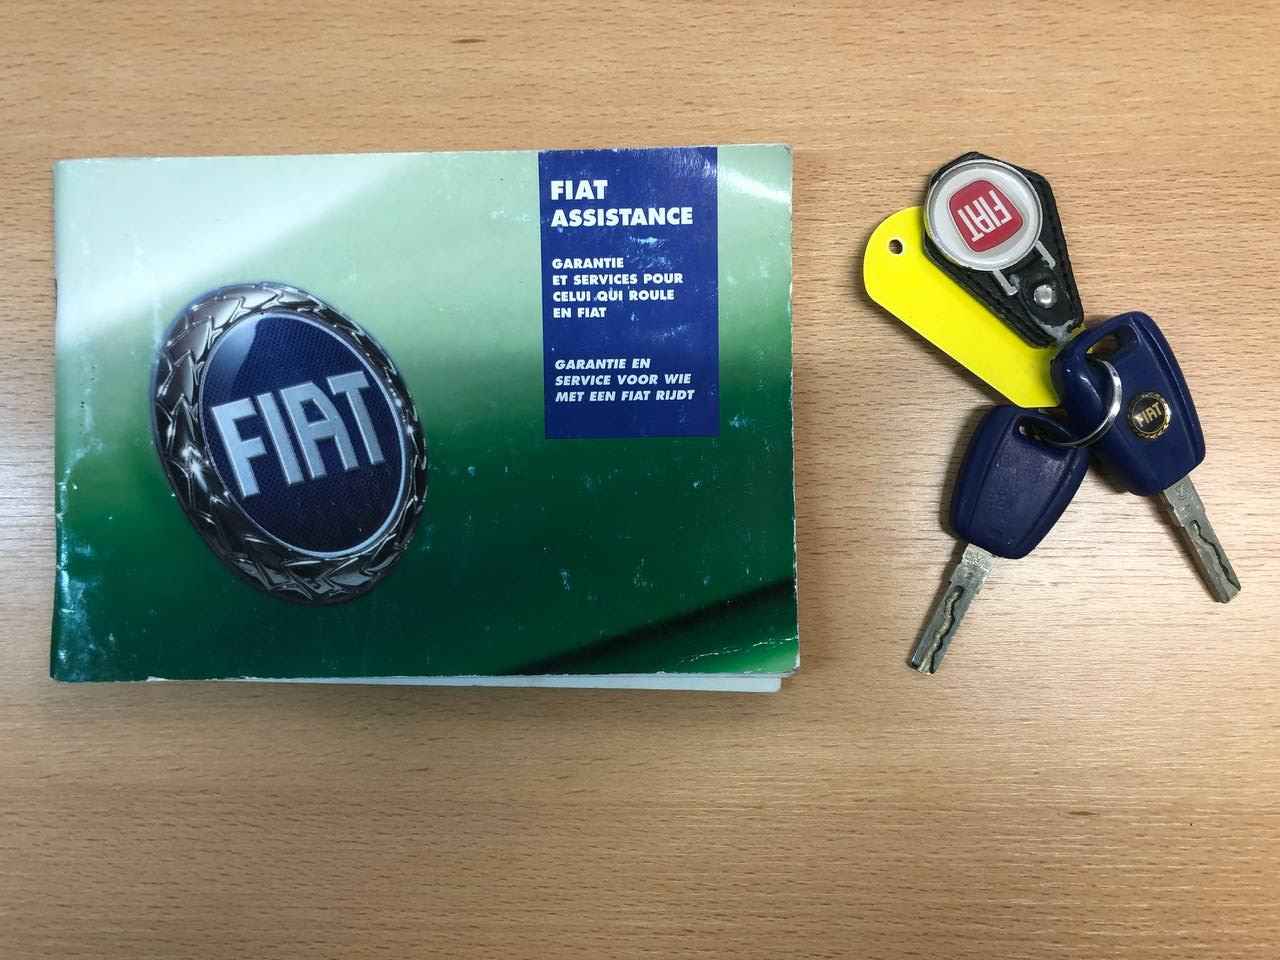 FIAT
ASSISTANCE
GARANTIE
ET SERVICES POUR
CELUI QUI ROULE
EN FIAT
GARANTIE EN
SERVICE VOOR WIE
MET EEN FIAT RIJDT
FIAT
FIAT
FIAT